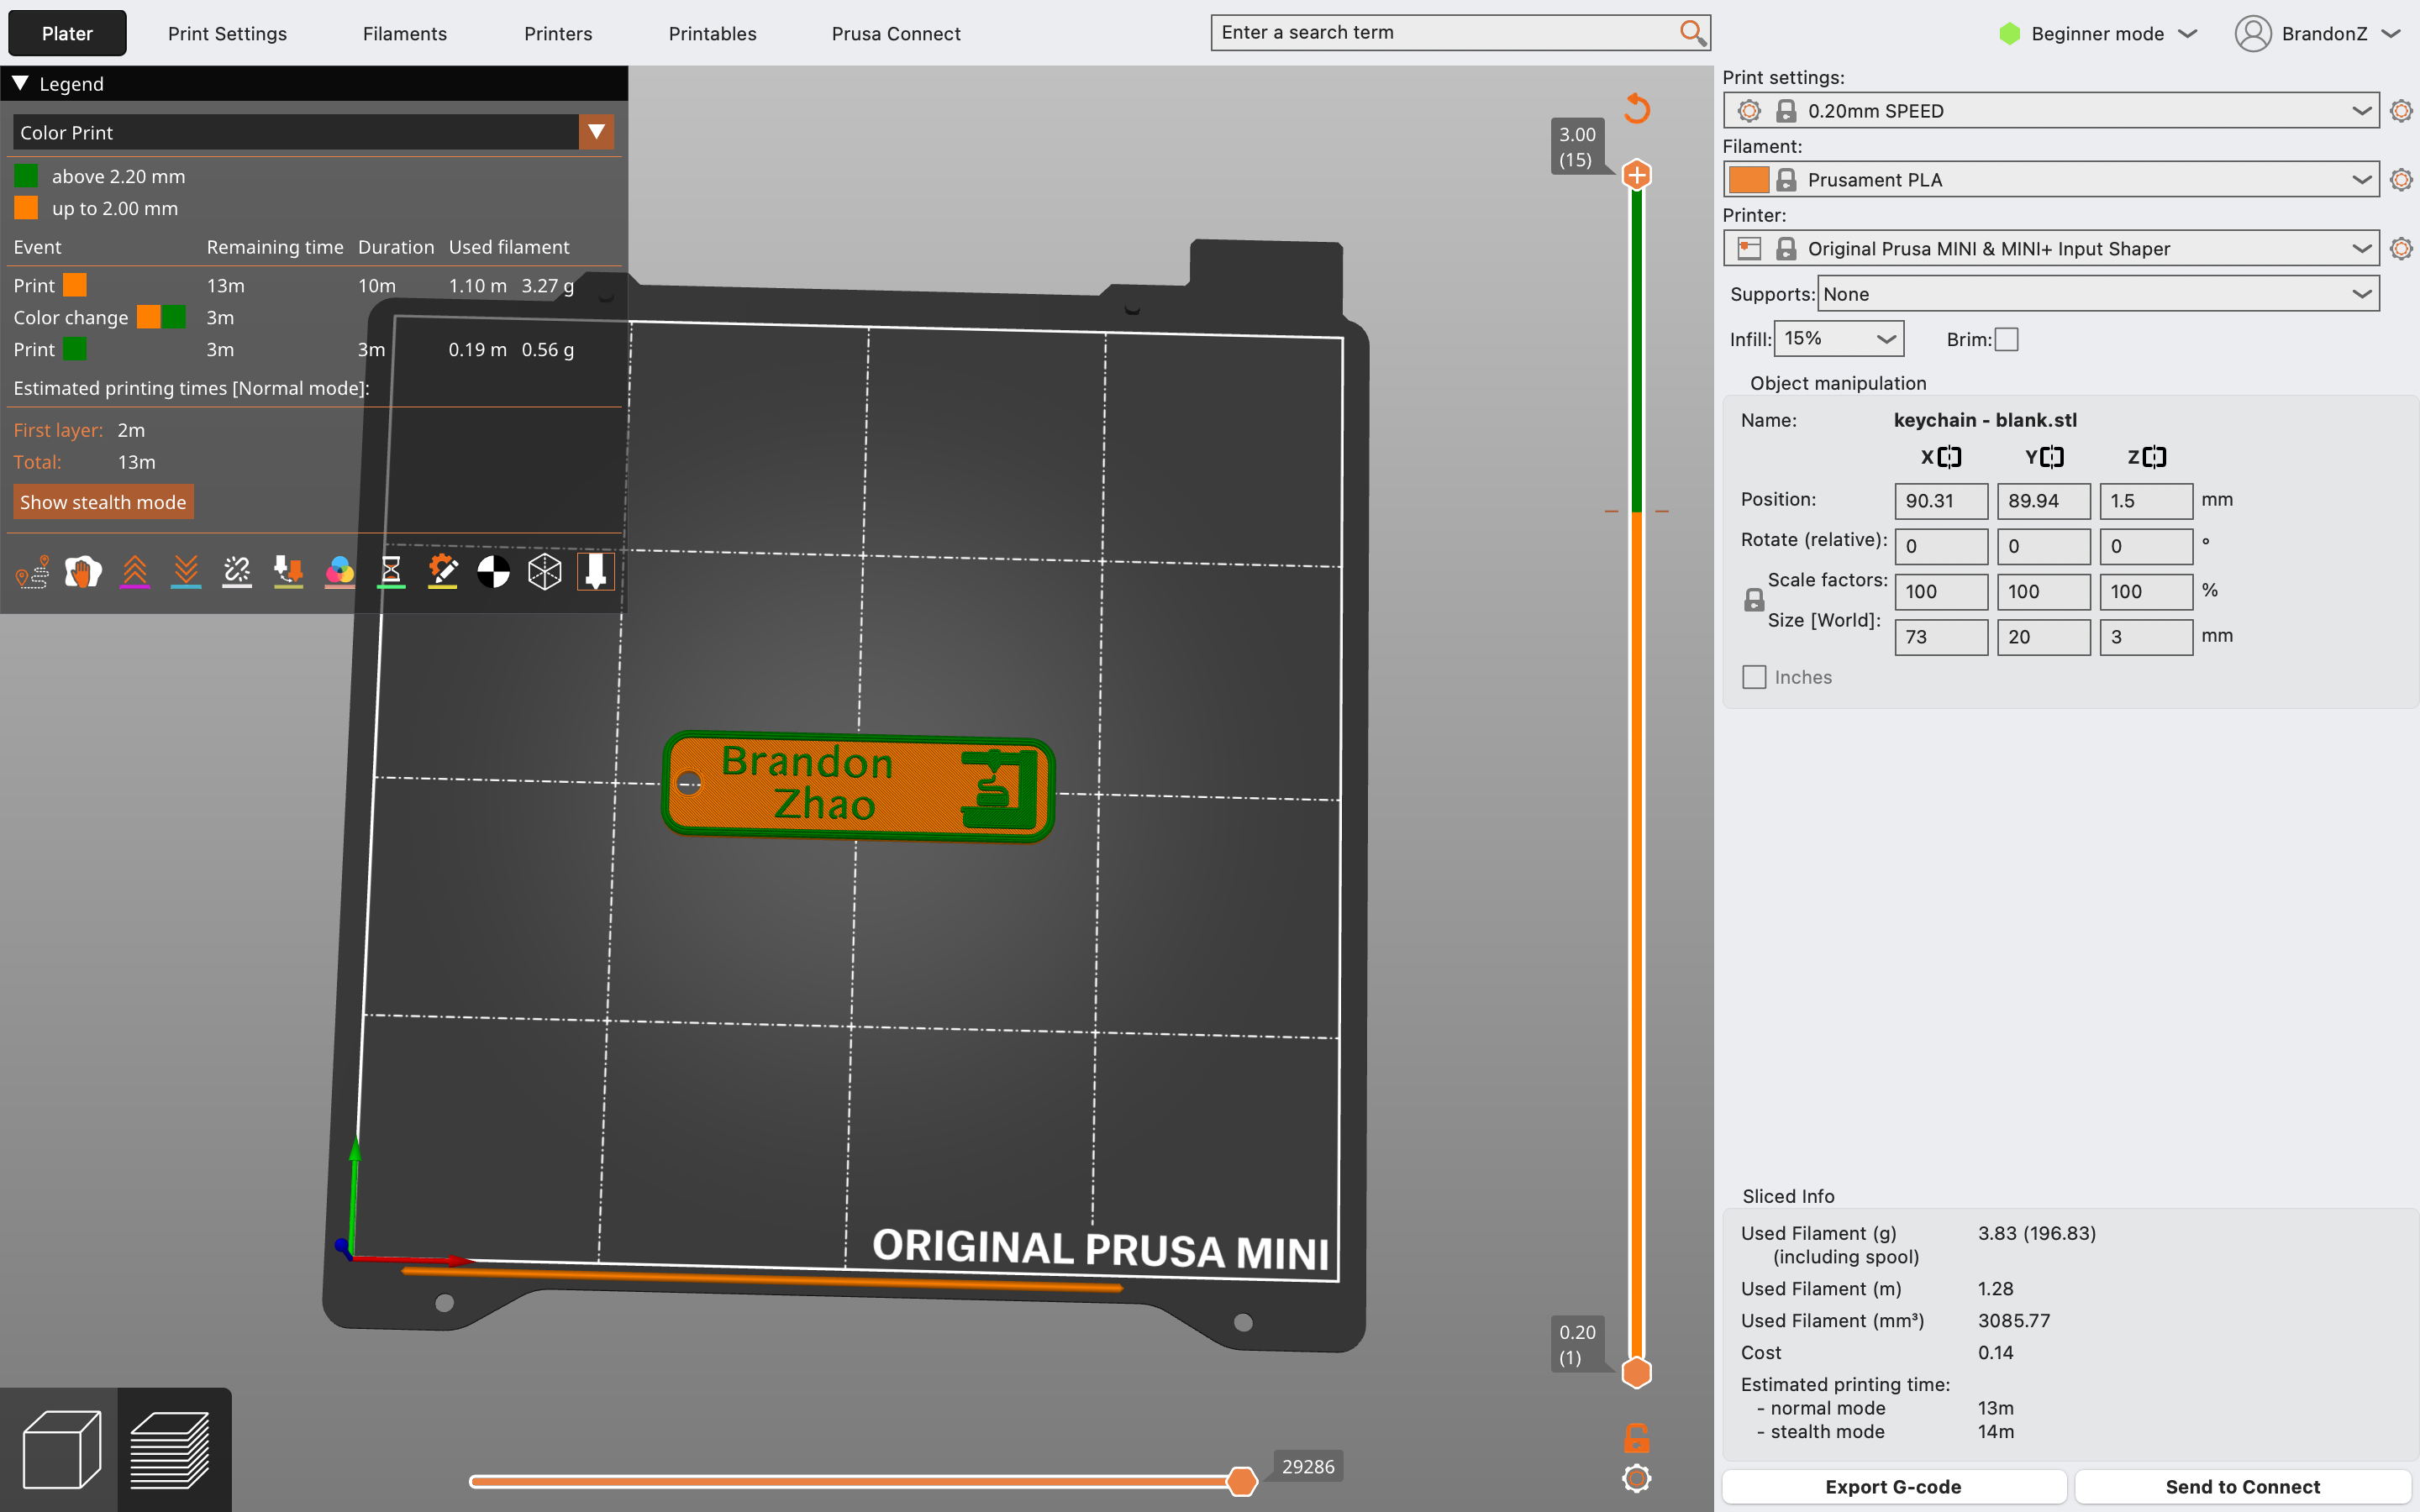 Plater
Print Settings
Filaments
Printers
Printables
Prusa Connect
Enter a search term
Beginner mode
BrandonZ
Legend
Color Print
above 2.20 mm
up to 2.00 mm
Event Remaining time Duration Used filament
Print 13m 10m 1.10 m 3.27 g
Color change 3m
Print 3m 3m 0.19 m 0.56 g
Estimated printing times [Normal mode]:
First layer: 2m
Total: 13m
Show stealth mode
3.00
(15)
Brandon
Zhao
ORIGINAL PRUSA MINI
0.20
(1)
29286
Print settings:
0.20mm SPEED
Filament:
Prusament PLA
Printer:
Original Prusa MINI & MINI+ Input Shaper
Supports: None
Infill: 15% Brim:
Object manipulation
Name: keychain - blank.stl
X Y Z
Position: 90.31 89.94 1.5 mm
Rotate (relative): 0 0 0 °
Scale factors: 100 100 100 %
Size [World]: 73 20 3 mm
Inches
Sliced Info
Used Filament (g) 3.83 (196.83)
(including spool)
Used Filament (m) 1.28
Used Filament (mm³) 3085.77
Cost 0.14
Estimated printing time:
- normal mode 13m
- stealth mode 14m
Export G-code
Send to Connect